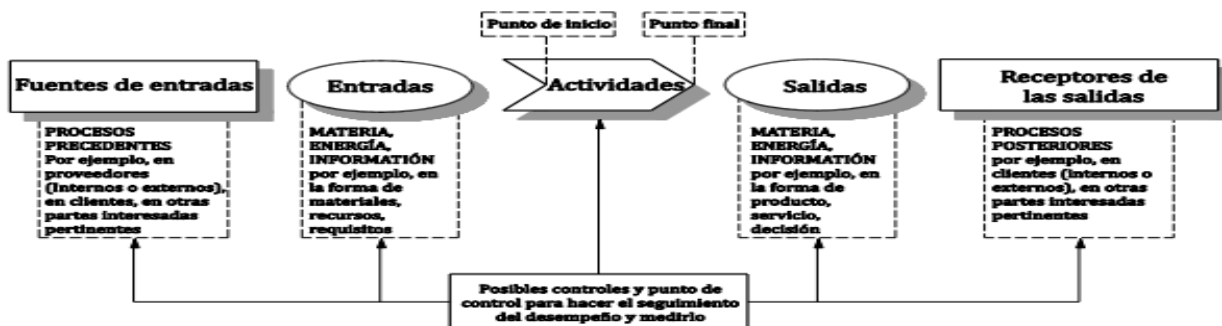 Punto de inicio
Punto final
Fuentes de entradas
Entradas
Actividades
Salidas
Receptores de
las salidas
PROCESOS
PRECEDENTES
Por ejemplo, en
proveedores
(Internos o externos),
en clientes, en otras
partes interesadas
pertinentes
MATERIA,
ENERGÍA,
INFORMATIÓN
por ejemplo, en
la forma de
materiales,
recursos,
requisitos
MATERIA,
ENERGÍA,
INFORMATIÓN
por ejemplo, en
la forma de
producto,
servicio,
decisión
PROCESOS
POSTERIORES
por ejemplo, en
clientes (internos o
externos), en otras
partes interesadas
pertinentes
Posibles controles y punto de
control para hacer el seguimiento
del desempeño y medirlo